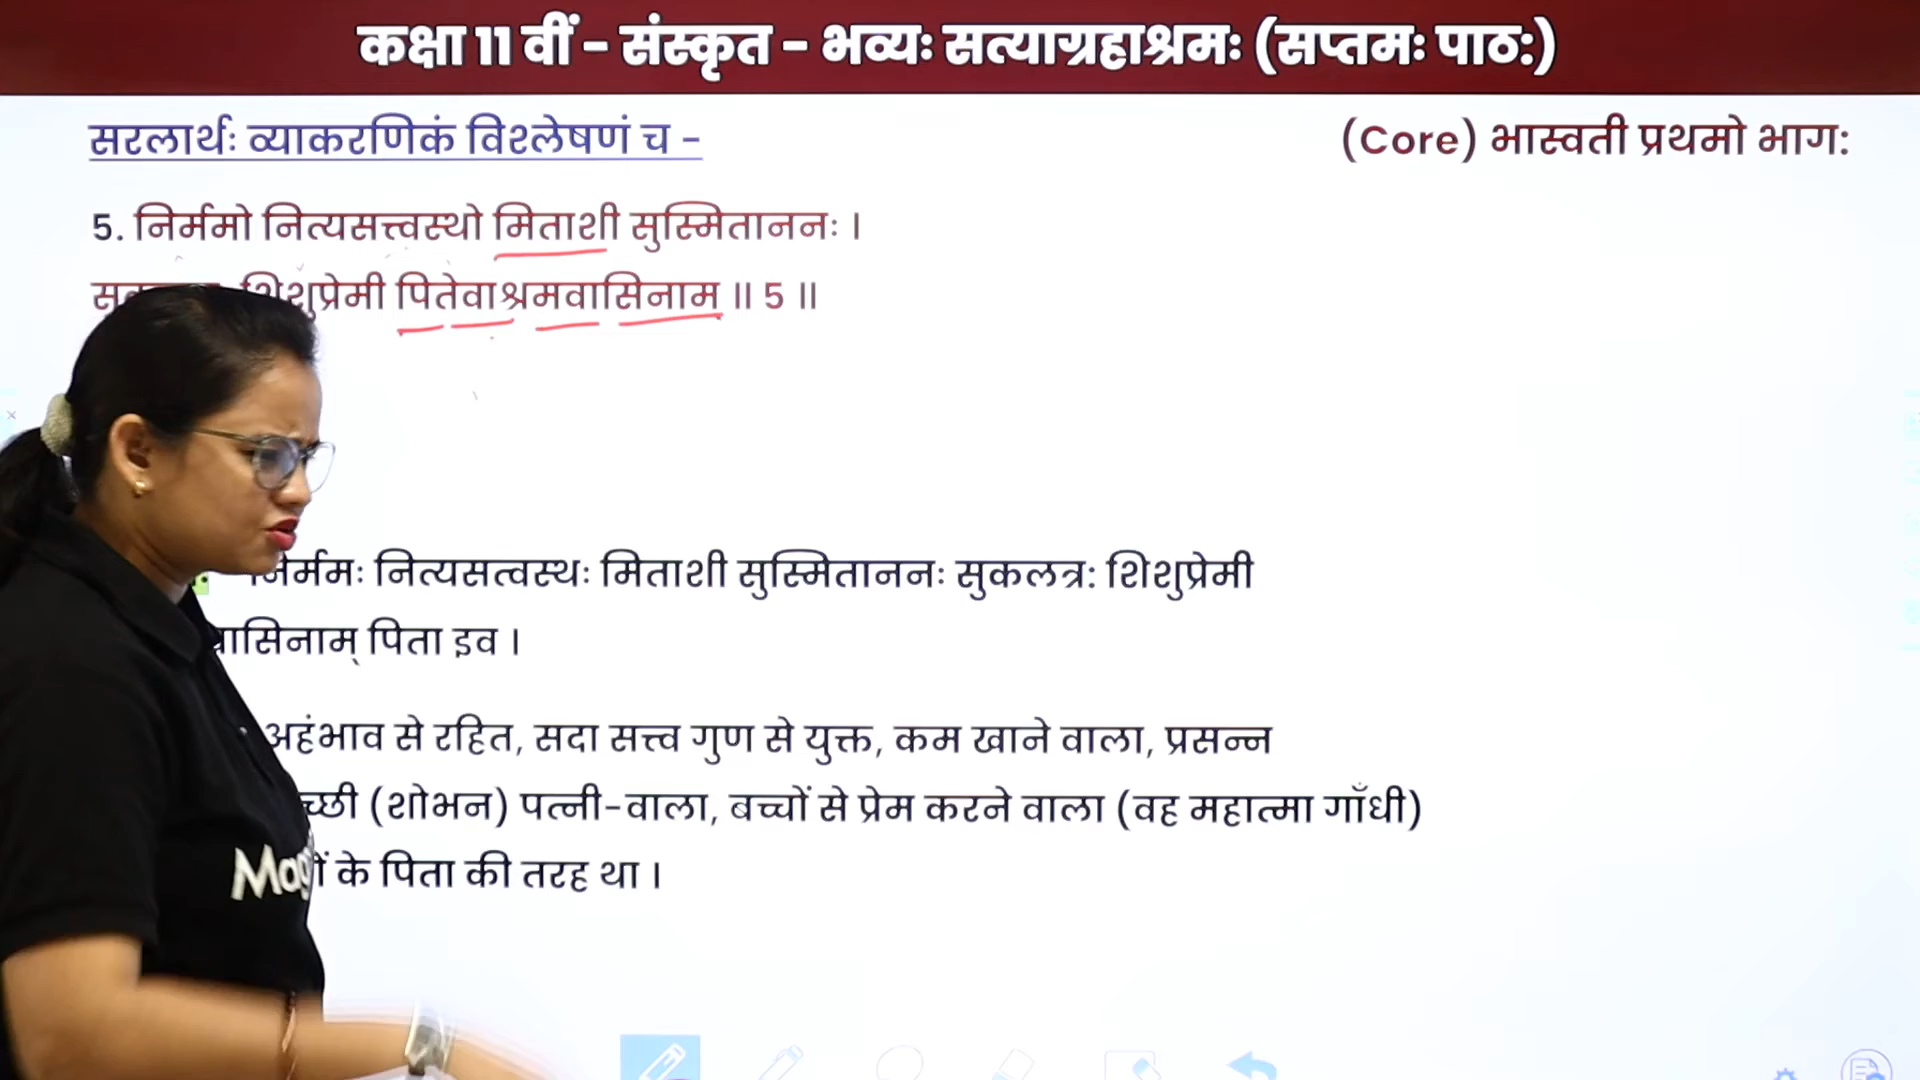 कक्षा 11 वीं - संस्कृत - भव्यः सत्याग्रहाश्रमः (सप्तमः पाठः)
सरलार्थः व्याकरणिकं विश्लेषणं च -
(Core) भास्वती प्रथमो भागः
5. निर्ममो नित्यसत्त्वस्थो मिताशी सुस्मिताननः ।
शिशुप्रेमी पितेवाश्रमवासिनाम ॥ 5 ॥
निर्ममः नित्यसत्वस्थः मिताशी सुस्मिताननः सुकलत्रः शिशुप्रेमी
वासिनाम् पिता इव ।
अहंभाव से रहित, सदा सत्त्व गुण से युक्त, कम खाने वाला, प्रसन्न
च्छी (शोभन) पत्नी-वाला, बच्चों से प्रेम करने वाला (वह महात्मा गाँधी)
के पिता की तरह था ।